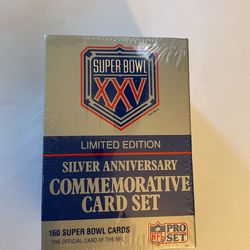 SUPER BOWL
XXV
LIMITED EDITION
SILVER ANNIVERSARY
COMMEMORATIVE
CARD SET
160 SUPER BOWL CARDS
THE OFFICIAL CARD OF THE NFL
NFL
PRO
SET